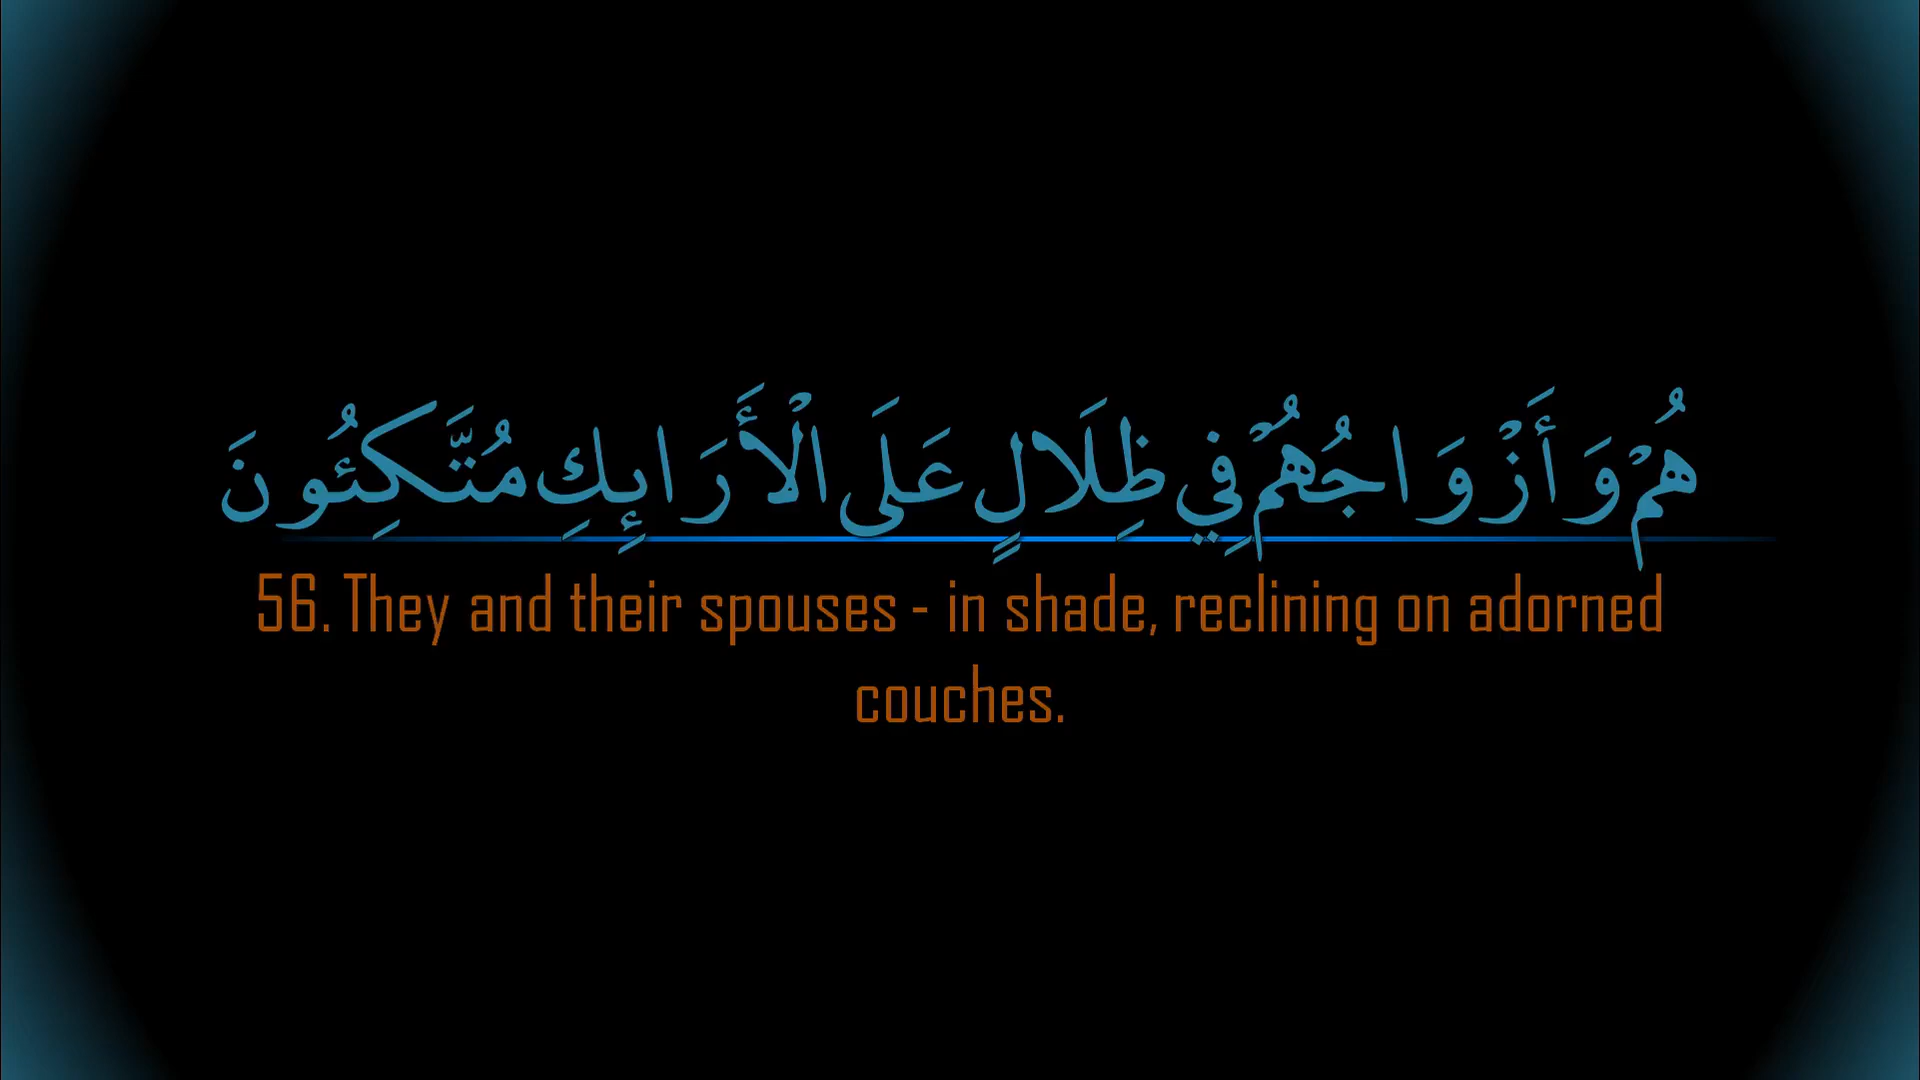 هُمْ وَأَزْوَاجُهُمْ فِي ظِلَالٍ عَلَى الْأَرَائِكِ مُتَّكِئُونَ
56. They and their spouses - in shade, reclining on adorned
couches.